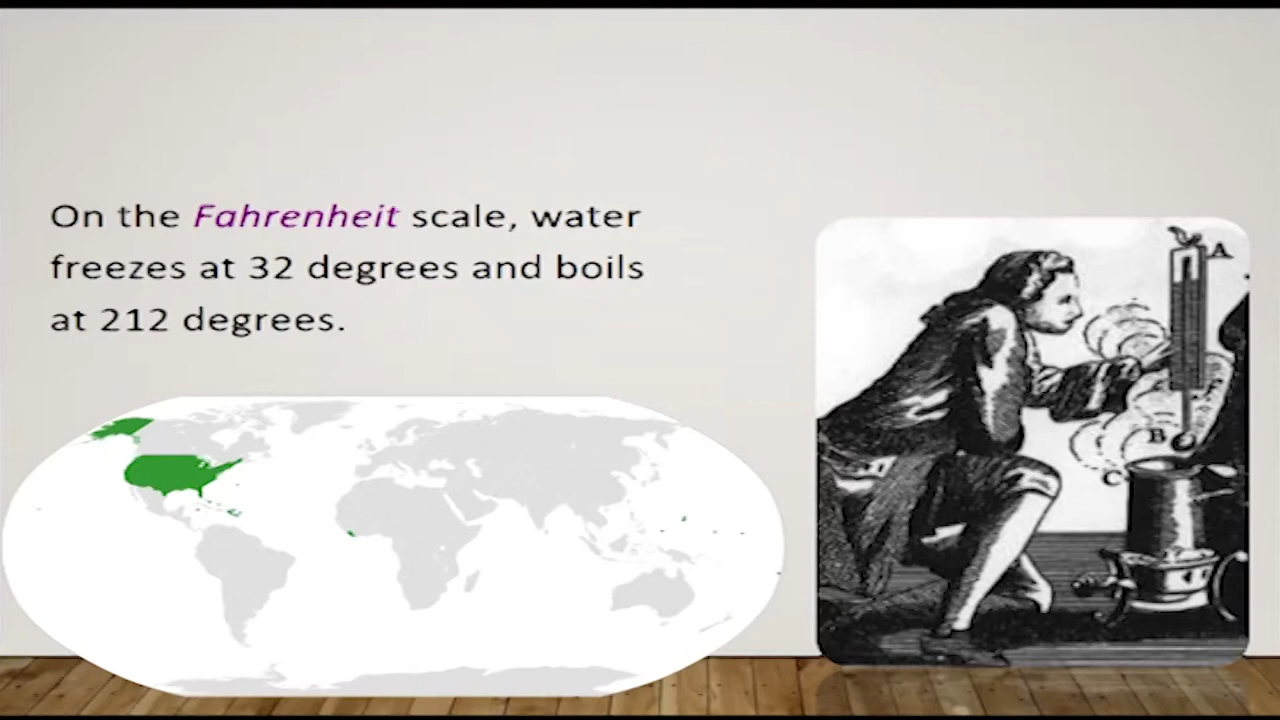 On the Fahrenheit scale, water
freezes at 32 degrees and boils
at 212 degrees.
A
B
C